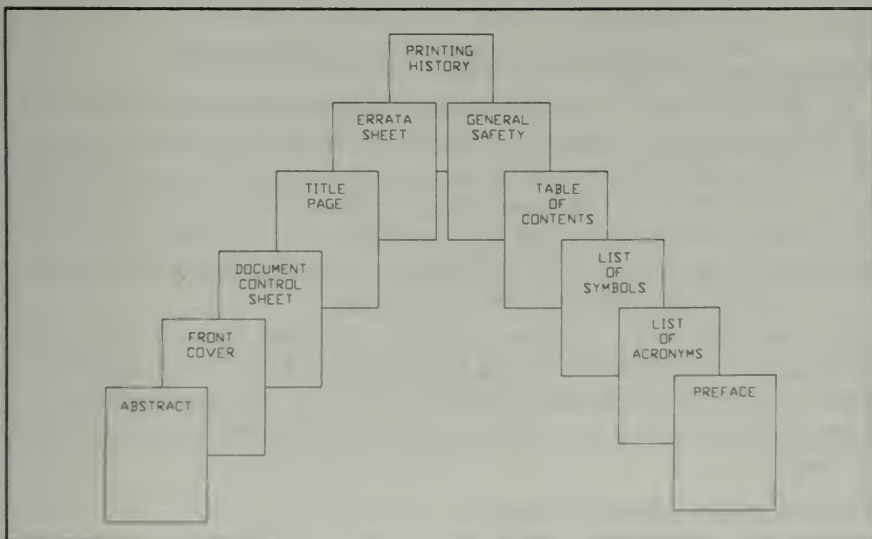 PRINTING
HISTORY
ERRATA
SHEET
GENERAL
SAFETY
TITLE
PAGE
TABLE
OF
CONTENTS
DOCUMENT
CONTROL
SHEET
LIST
OF
SYMBOLS
FRONT
COVER
LIST
OF
ACRONYMS
ABSTRACT
PREFACE